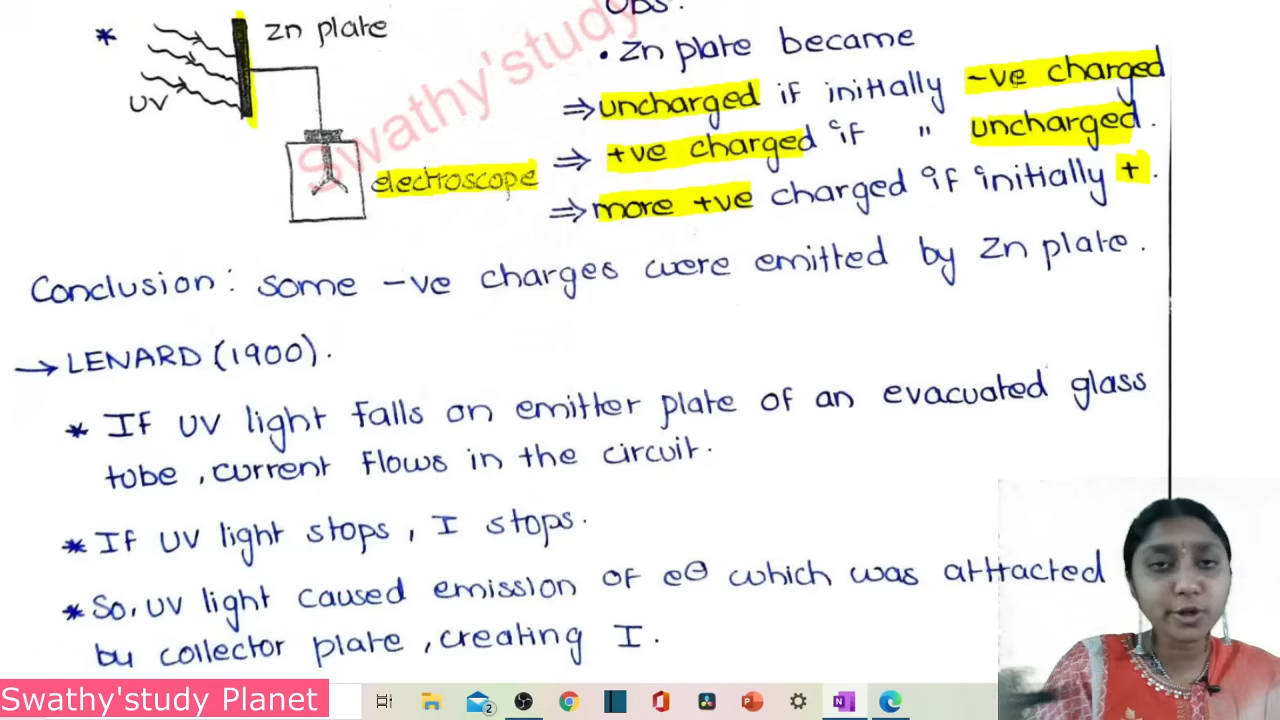 Obs:
* Zn plate
UV
electroscope
• Zn plate became
⇒ uncharged if initially -ve charged
⇒ +ve charged if " uncharged.
⇒ more +ve charged if initially +.
Swathy'study
Conclusion: some -ve charges were emitted by Zn plate.
→ LENARD (1900).
* If UV light falls on emitter plate of an evacuated glass
tube, current flows in the circuit.
* If UV light stops, I stops.
* So, UV light caused emission of e⊖ which was attracted
by collector plate, creating I.
Swathy'study Planet
2